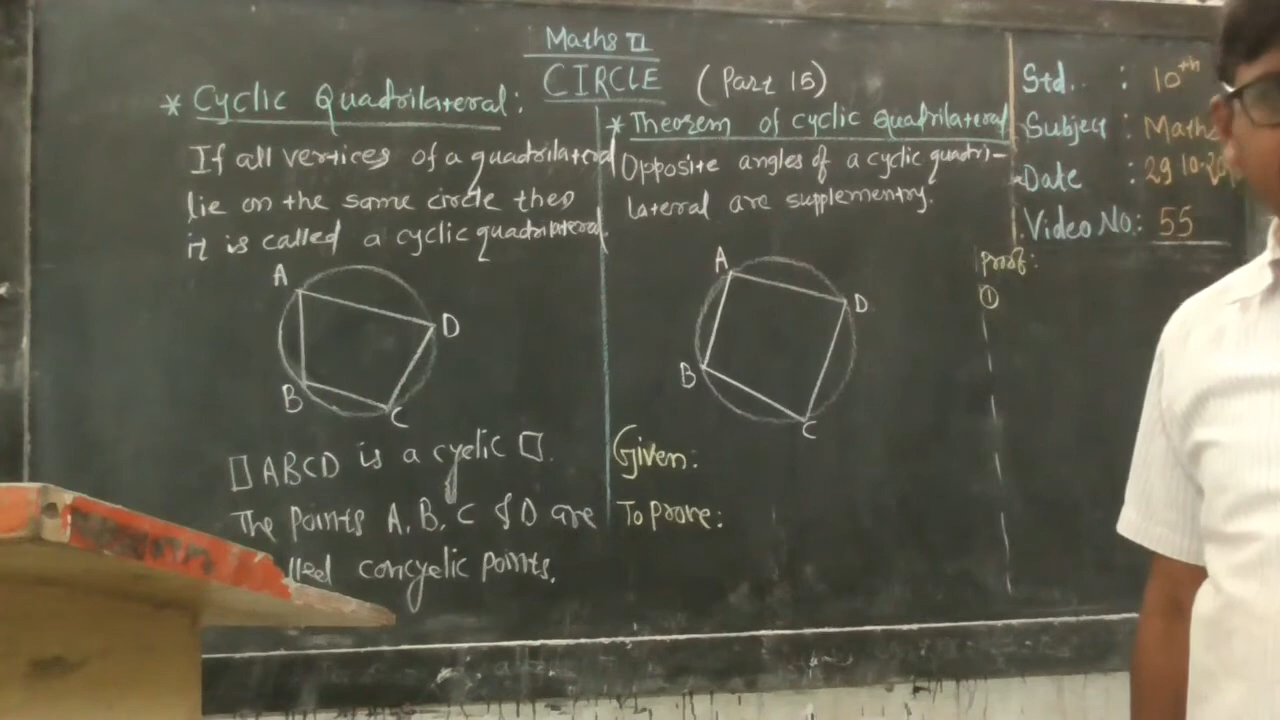 Maths II
CIRCLE (Part 15)
* Cyclic Quadrilateral:
If all vertices of a quadrilateral
lie on the same circle then
it is called a cyclic quadrilateral.
A
D
B
C
□ABCD is a cyclic □.
The points A, B, C & D are
concyclic points.
* Theorem of cyclic Quadrilateral
Opposite angles of a cyclic quadri-
lateral are supplementry.
A
D
B
C
Given:
To prove:
Std. : 10th
Subject : Maths
Date : 29 10
Video No: 55
Proof:
①